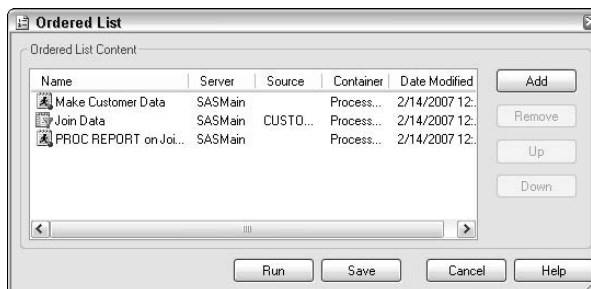 Ordered List
Ordered List Content
Name Server Source Container Date Modified
Make Customer Data SASMain Process... 2/14/2007 12:.
Join Data SASMain CUSTO... Process... 2/14/2007 12:.
PROC REPORT on Joi... SASMain Process... 2/14/2007 12:.
Add
Remove
Up
Down
Run Save Cancel Help